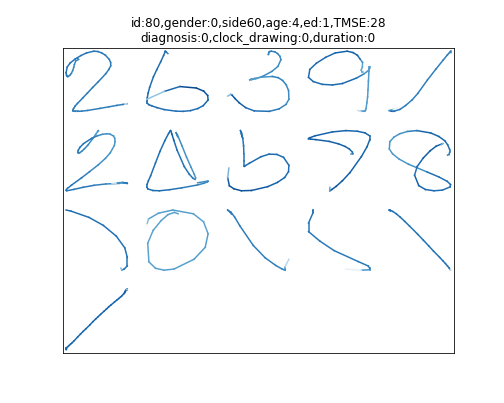 id:80,gender:0,side60,age:4,ed:1,TMSE:28
diagnosis:0,clock_drawing:0,duration:0
2 6 3 9
2 4 5 7 8
0